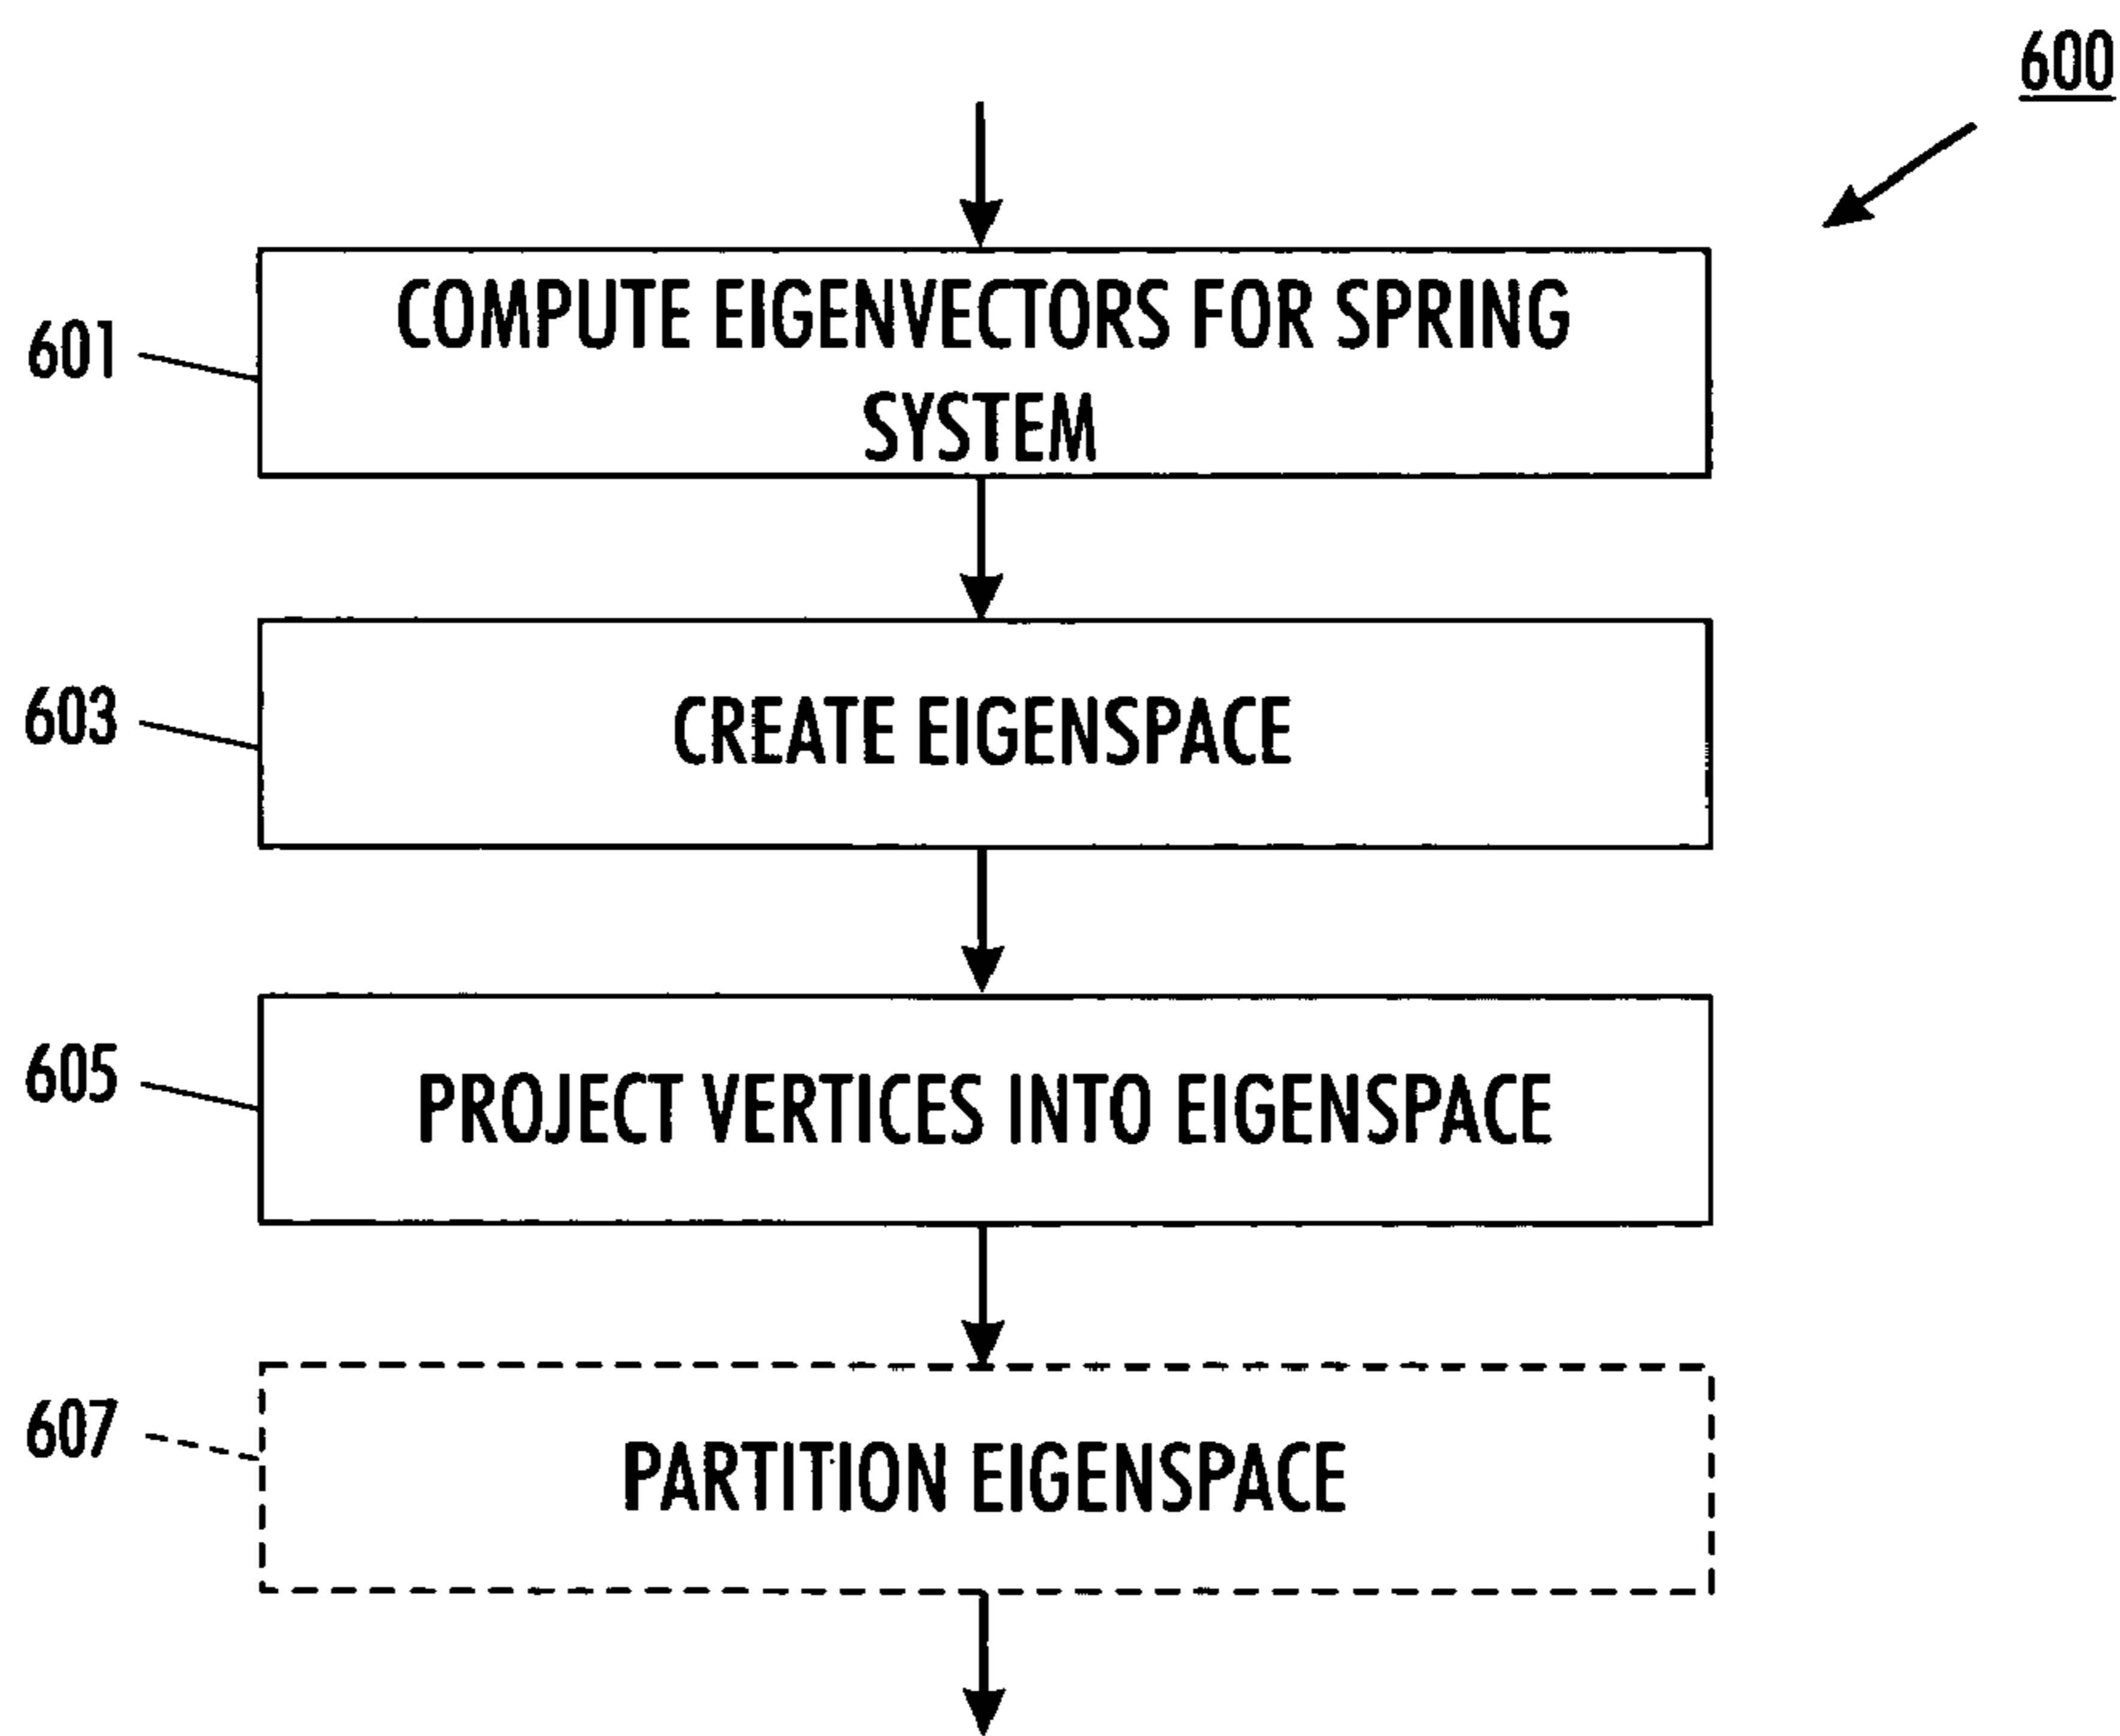 600
COMPUTE EIGENVECTORS FOR SPRING
SYSTEM
601
CREATE EIGENSPACE
603
PROJECT VERTICES INTO EIGENSPACE
605
PARTITION EIGENSPACE
607